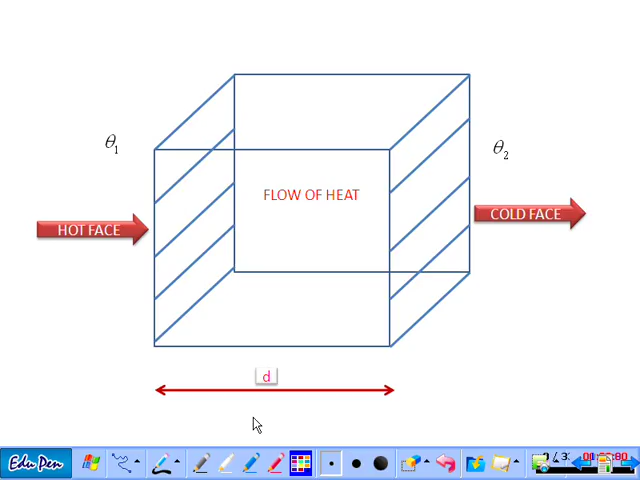 θ1
θ2
FLOW OF HEAT
COLD FACE
HOT FACE
d
Edu Pen